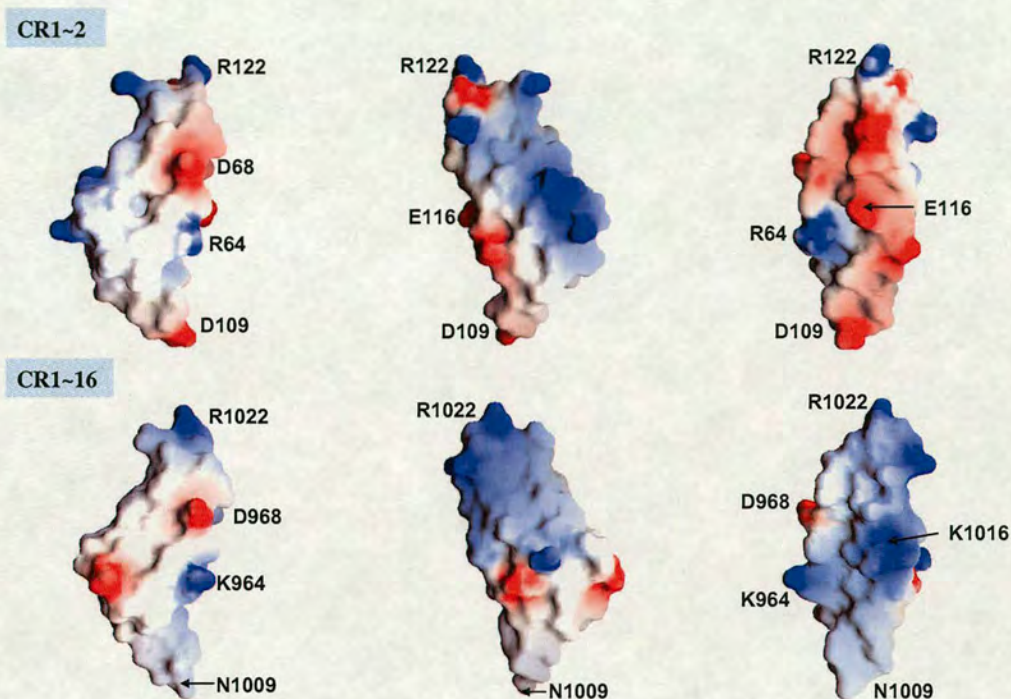 CR1~2
R122
D68
R64
D109
R122
E116
D109
R122
E116
R64
D109
CR1~16
R1022
D968
K964
N1009
R1022
N1009
R1022
D968
K1016
K964
N1009